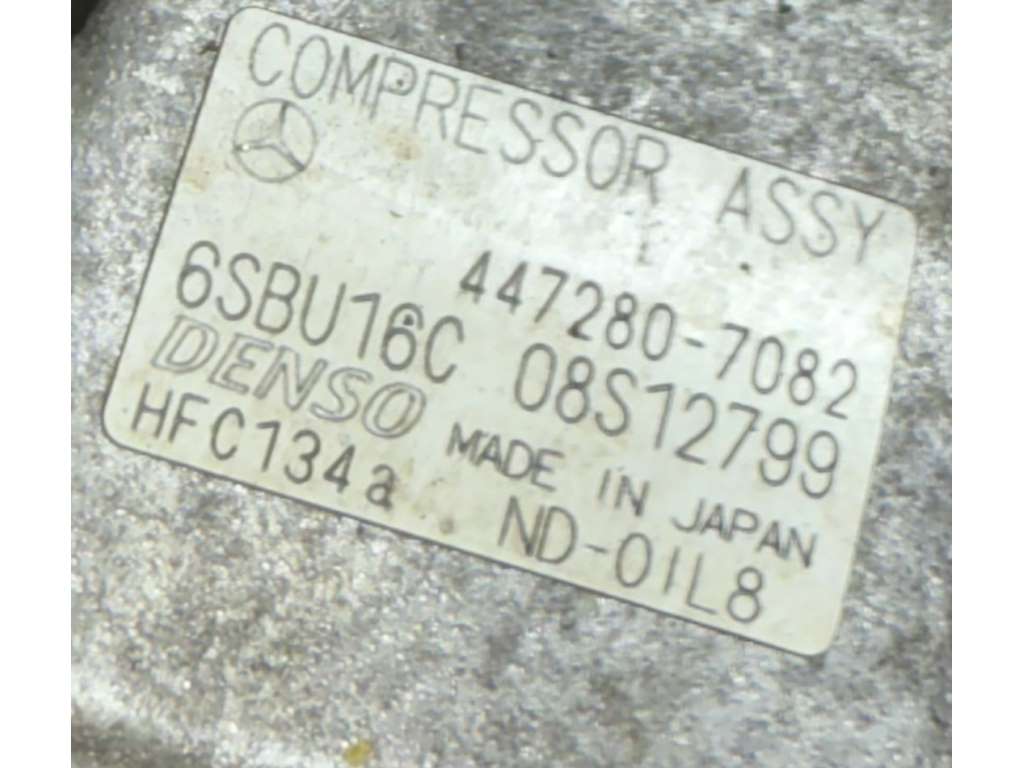 COMPRESSOR ASSY
447280-7082
6SBU16C 08S12799
DENSO MADE IN JAPAN
HFC134a ND-OIL8